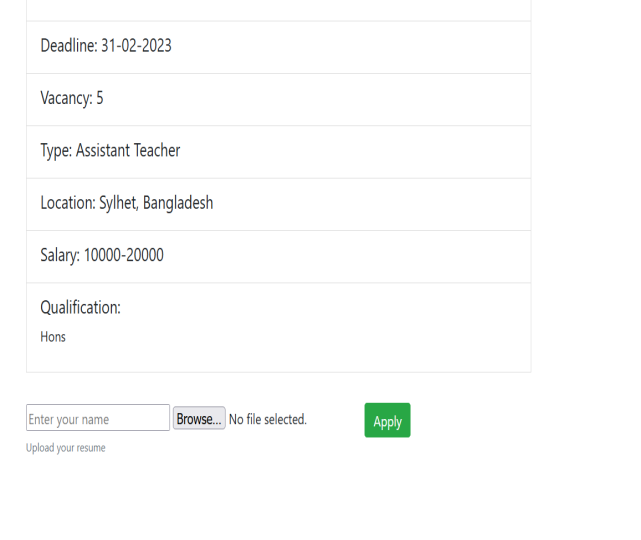 Deadline: 31-02-2023
Vacancy: 5
Type: Assistant Teacher
Location: Sylhet, Bangladesh
Salary: 10000-20000
Qualification:
Hons
Enter your name Browse... No file selected. Apply
Upload your resume